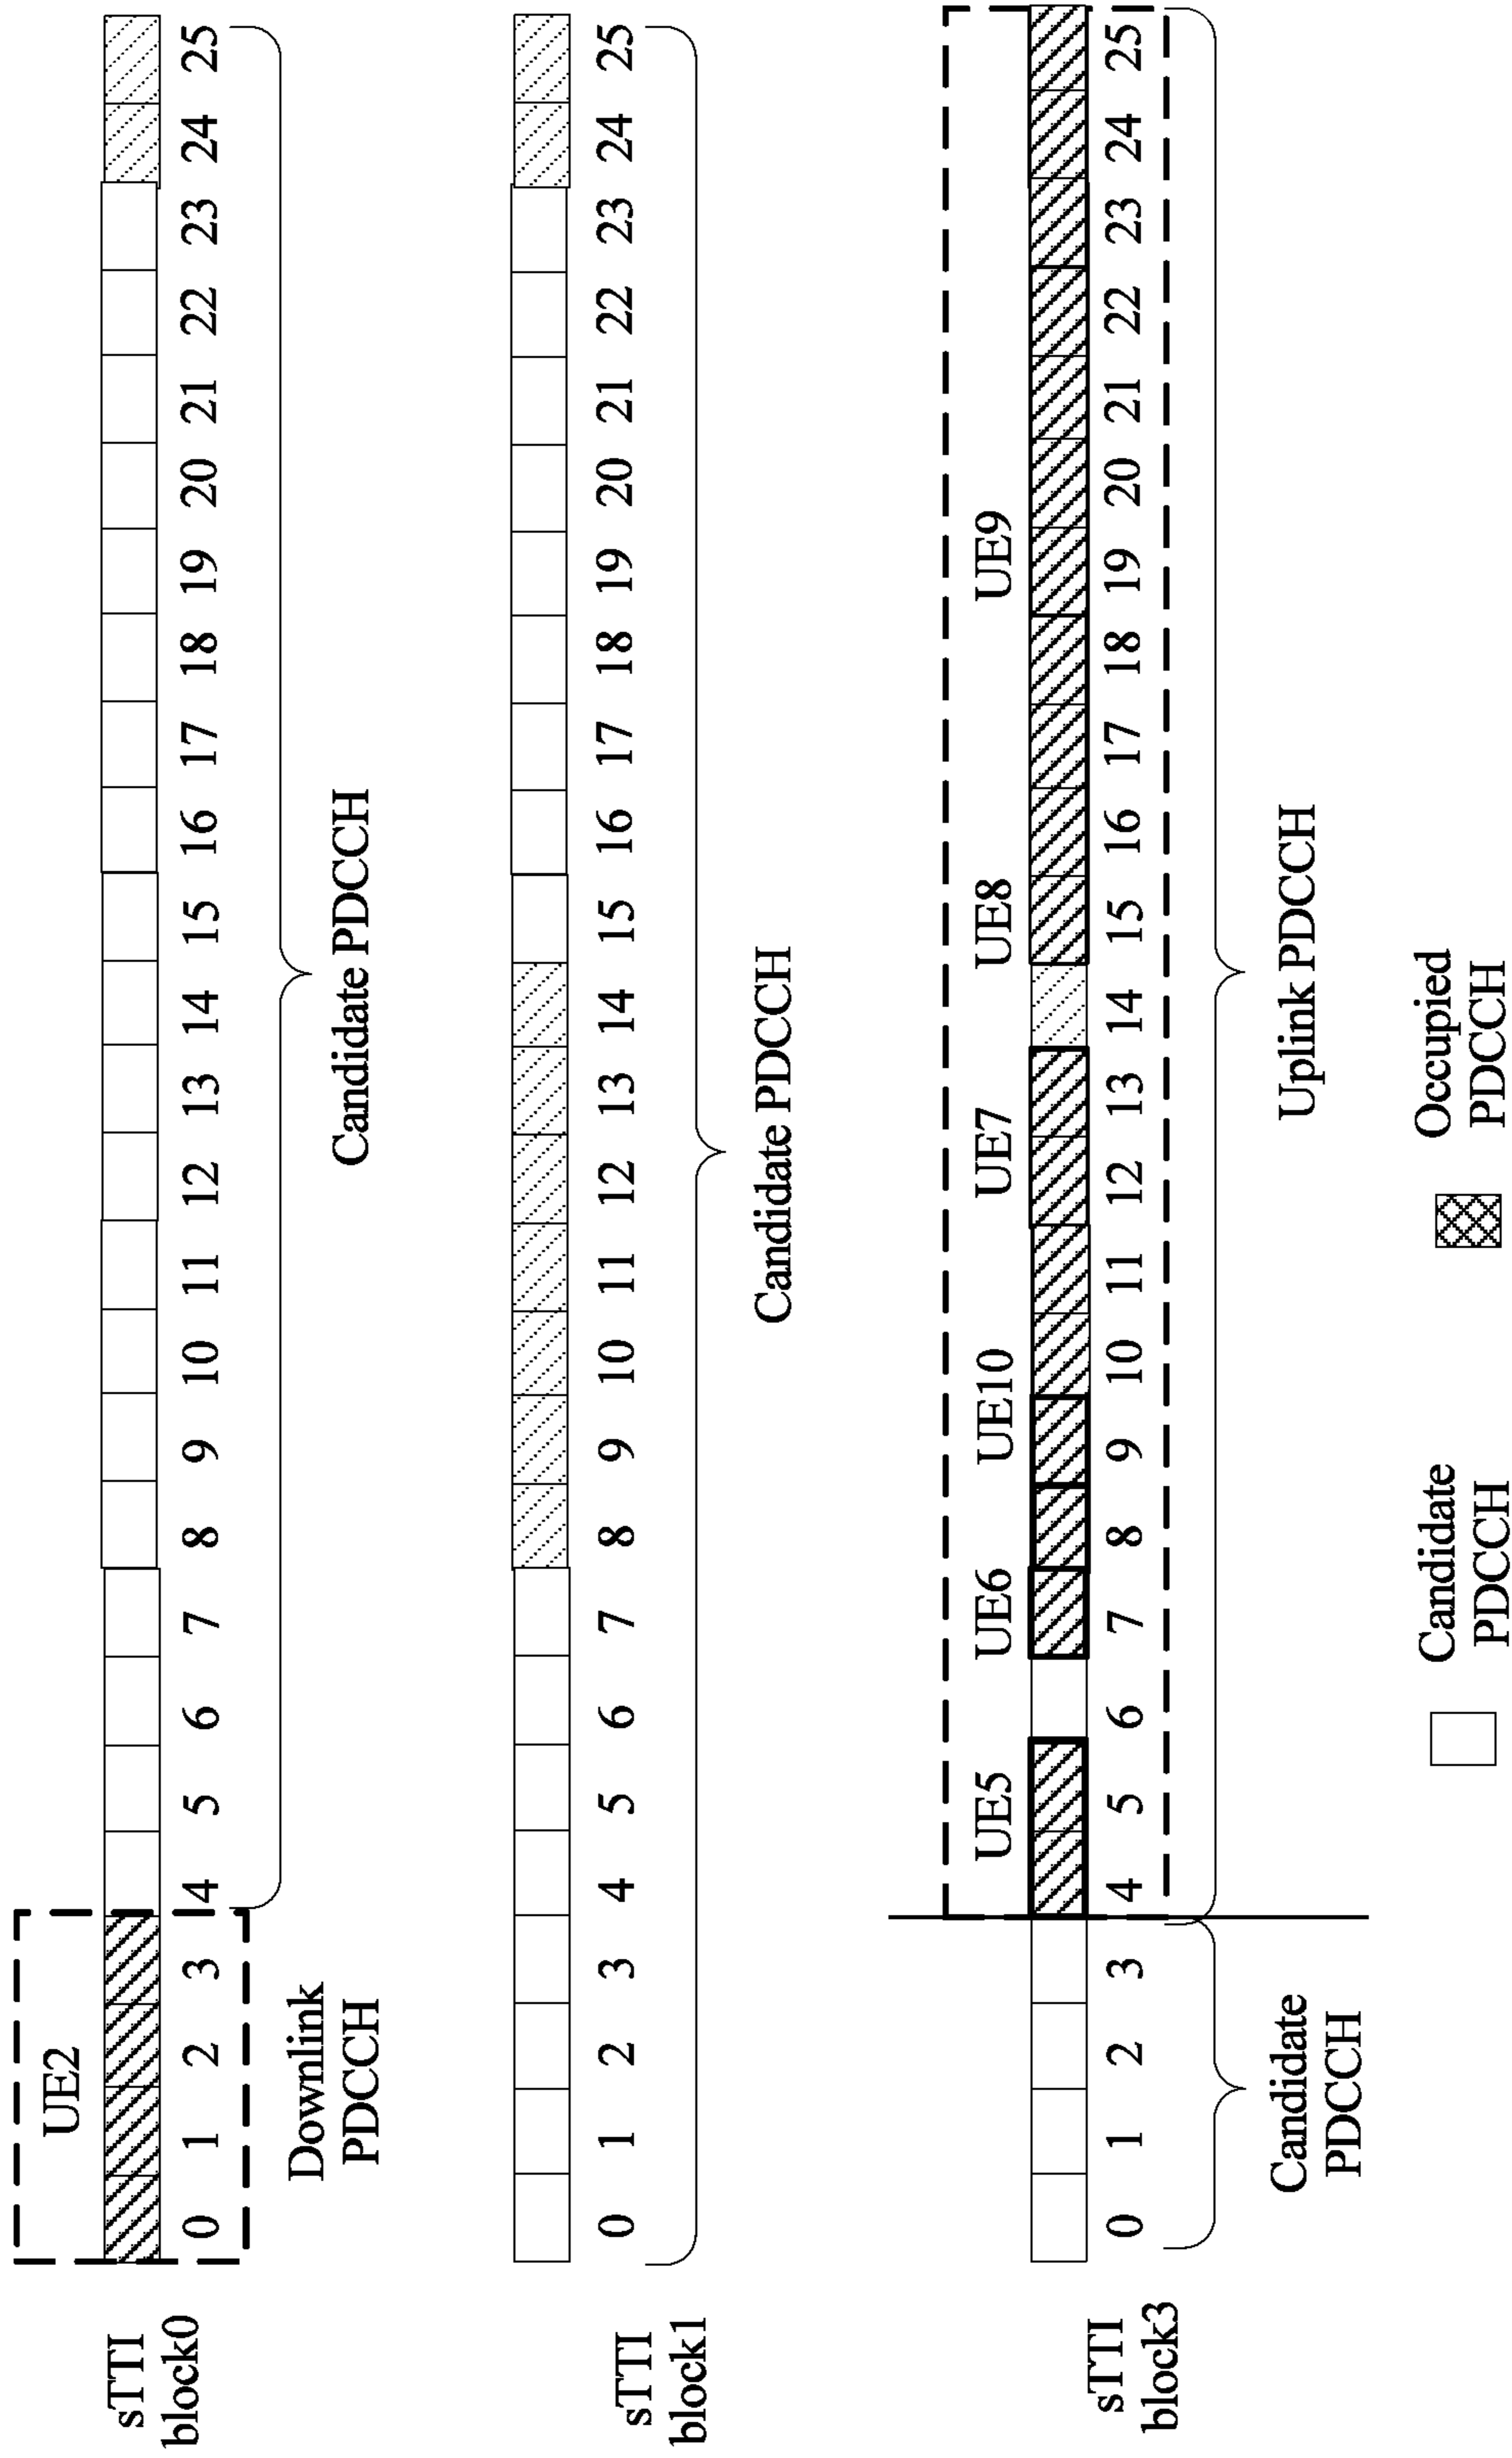 UE2
sTTI
block0
0 1 2 3 4 5 6 7 8 9 10 11 12 13 14 15 16 17 18 19 20 21 22 23 24 25
Downlink
PDCCH
Candidate PDCCH
sTTI
block1
0 1 2 3 4 5 6 7 8 9 10 11 12 13 14 15 16 17 18 19 20 21 22 23 24 25
Candidate PDCCH
UE5 UE6 UE10 UE7 UE8 UE9
sTTI
block3
0 1 2 3 4 5 6 7 8 9 10 11 12 13 14 15 16 17 18 19 20 21 22 23 24 25
Candidate
PDCCH
Uplink PDCCH
Candidate
PDCCH
Occupied
PDCCH